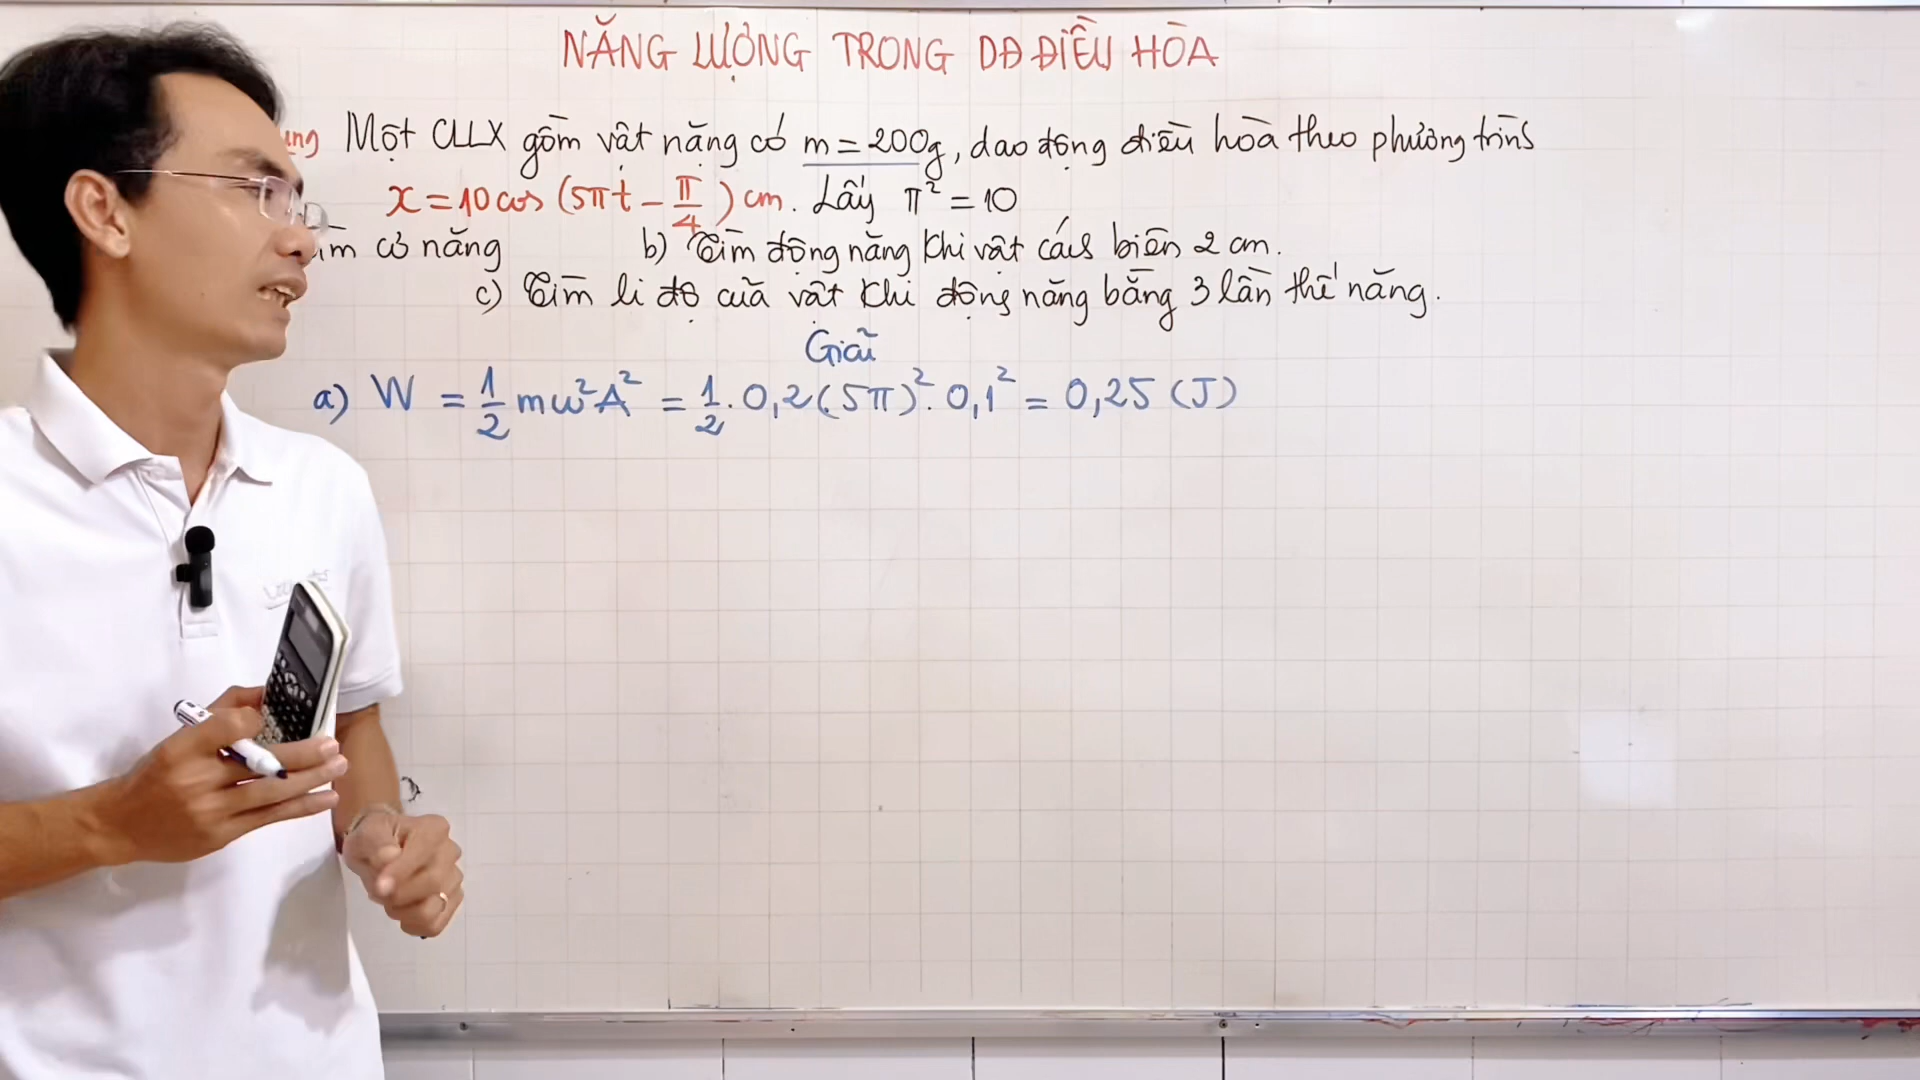 NĂNG LƯỢNG TRONG DĐ ĐIỀU HÒA
Một CLLX gồm vật nặng có m = 200g, dao động điều hòa theo phương trình
x = 10 cos (5πt - π/4) cm. Lấy π² = 10
cơ năng b) Tìm động năng khi vật cách biên 2 cm.
c) Tìm li độ của vật khi động năng bằng 3 lần thế năng.
Giải
a) W = 1/2 mω²A² = 1/2 . 0,2 (5π)² . 0,1² = 0,25 (J)